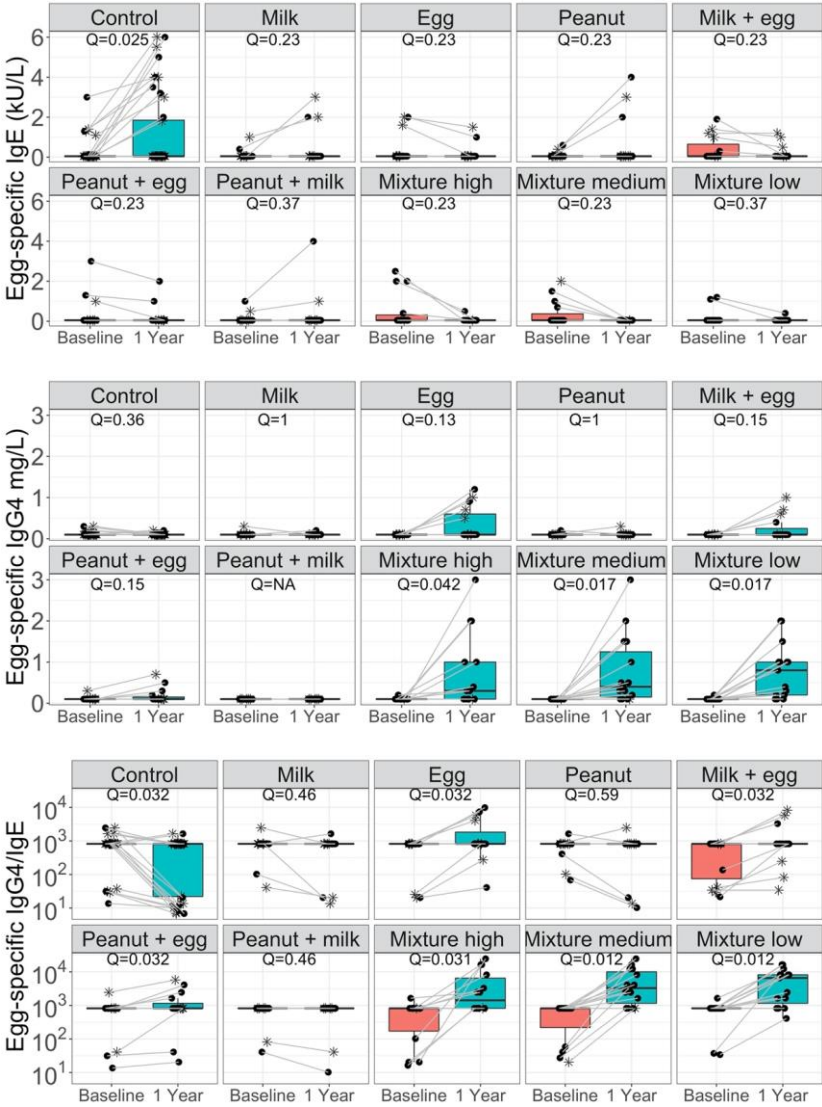 Control Milk Egg Peanut Milk + egg
Q=0.025 Q=0.23 Q=0.23 Q=0.23 Q=0.23
Egg-specific IgE (kU/L)
6
4
2
0
Peanut + egg Peanut + milk Mixture high Mixture medium Mixture low
Q=0.23 Q=0.37 Q=0.23 Q=0.23 Q=0.37
6
4
2
0
Baseline 1 Year Baseline 1 Year Baseline 1 Year Baseline 1 Year Baseline 1 Year
Control Milk Egg Peanut Milk + egg
Q=0.36 Q=1 Q=0.13 Q=1 Q=0.15
Egg-specific IgG4 mg/L
3
2
1
0
Peanut + egg Peanut + milk Mixture high Mixture medium Mixture low
Q=0.15 Q=NA Q=0.042 Q=0.017 Q=0.017
3
2
1
0
Baseline 1 Year Baseline 1 Year Baseline 1 Year Baseline 1 Year Baseline 1 Year
Control Milk Egg Peanut Milk + egg
Q=0.032 Q=0.46 Q=0.032 Q=0.59 Q=0.032
Egg-specific IgG4/IgE
10⁴
10³
10²
10¹
Peanut + egg Peanut + milk Mixture high Mixture medium Mixture low
Q=0.032 Q=0.46 Q=0.031 Q=0.012 Q=0.012
10⁴
10³
10²
10¹
Baseline 1 Year Baseline 1 Year Baseline 1 Year Baseline 1 Year Baseline 1 Year